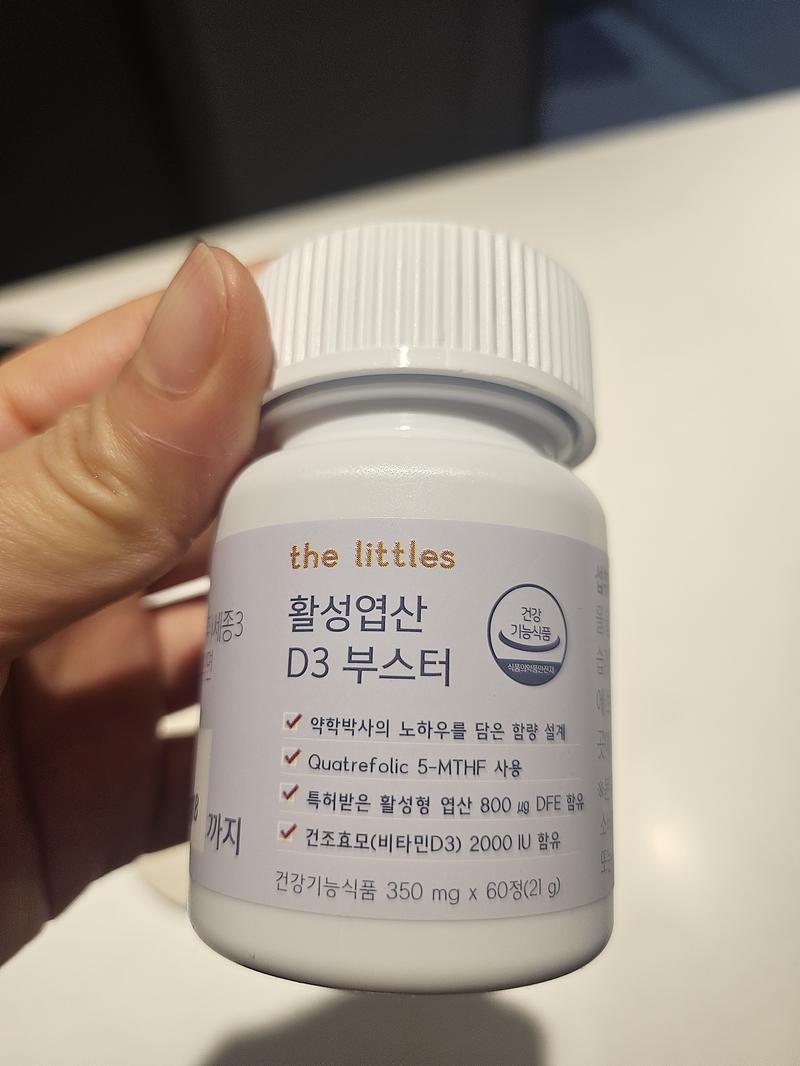 the littles
활성엽산
D3 부스터
건강
기능식품
식품의약품안전처
약학박사의 노하우를 담은 함량 설계
Quatrefolic 5-MTHF 사용
특허받은 활성형 엽산 800 ㎍ DFE 함유
건조효모(비타민D3) 2000 IU 함유
건강기능식품 350 mg x 60정(21 g)
세종3
까지